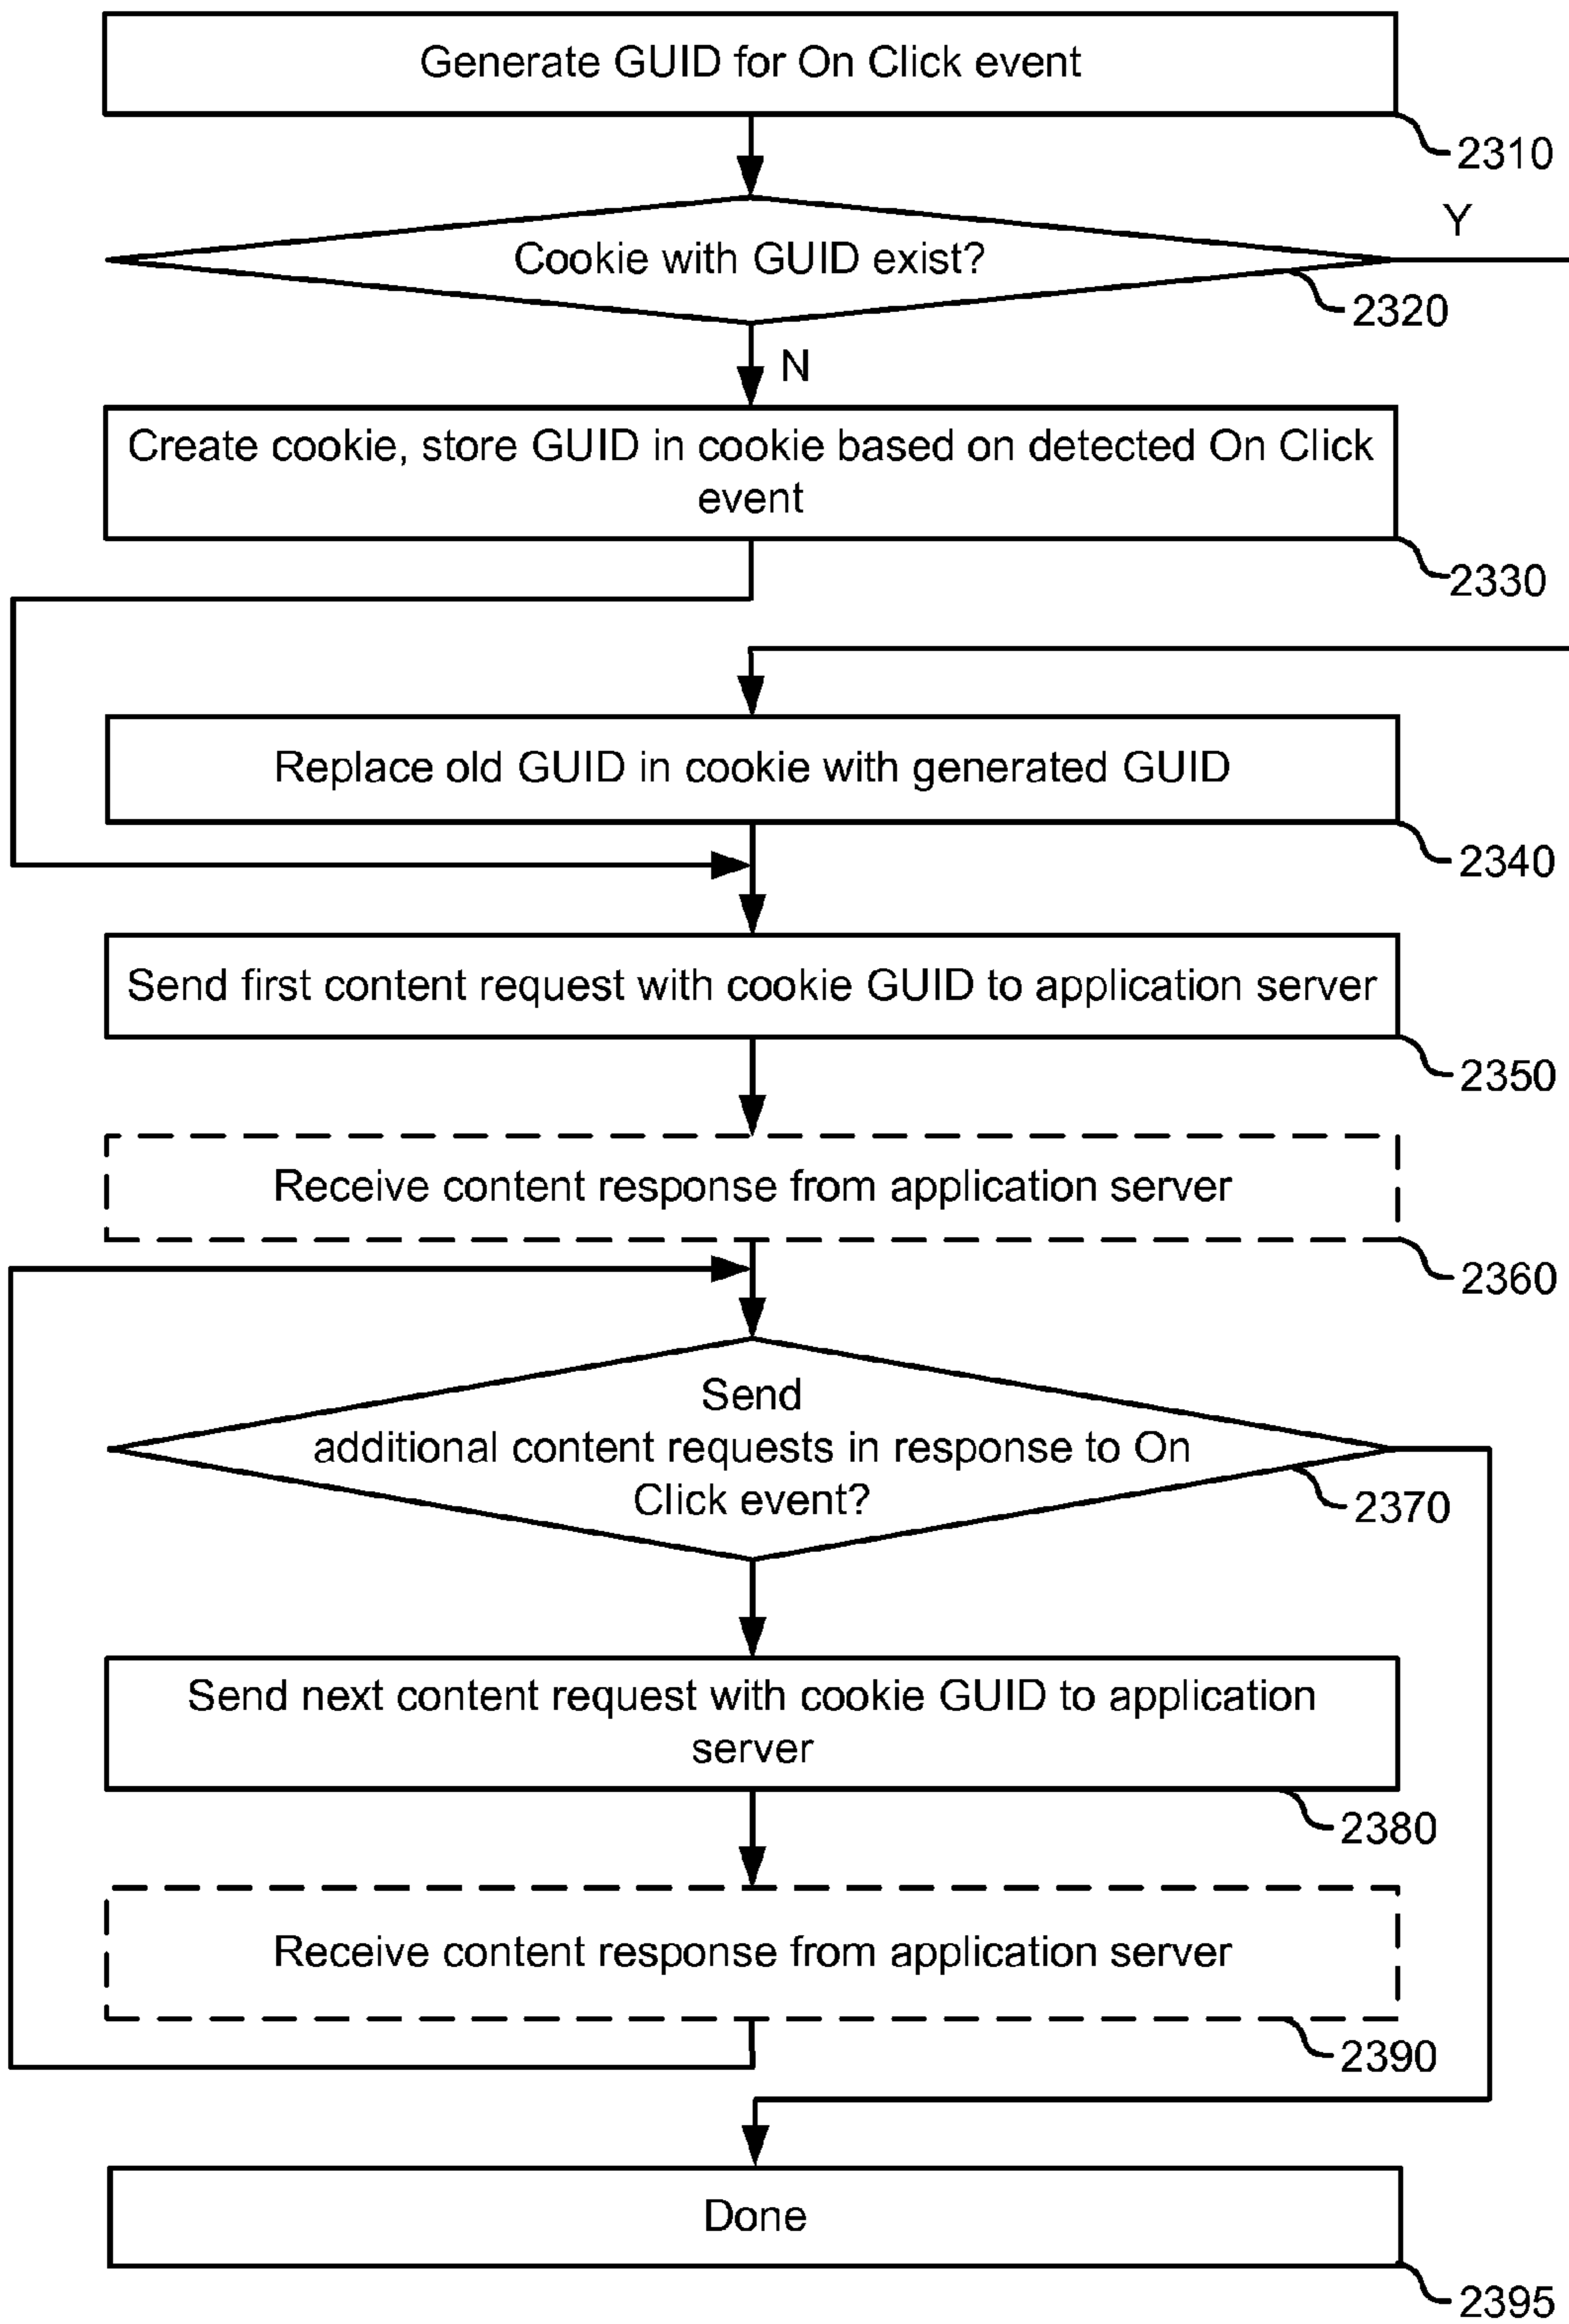 Generate GUID for On Click event
2310
Y
Cookie with GUID exist?
2320
N
Create cookie, store GUID in cookie based on detected On Click
event
2330
Replace old GUID in cookie with generated GUID
2340
Send first content request with cookie GUID to application server
2350
Receive content response from application server
2360
Send
additional content requests in response to On
Click event?
2370
Send next content request with cookie GUID to application
server
2380
Receive content response from application server
2390
Done
2395